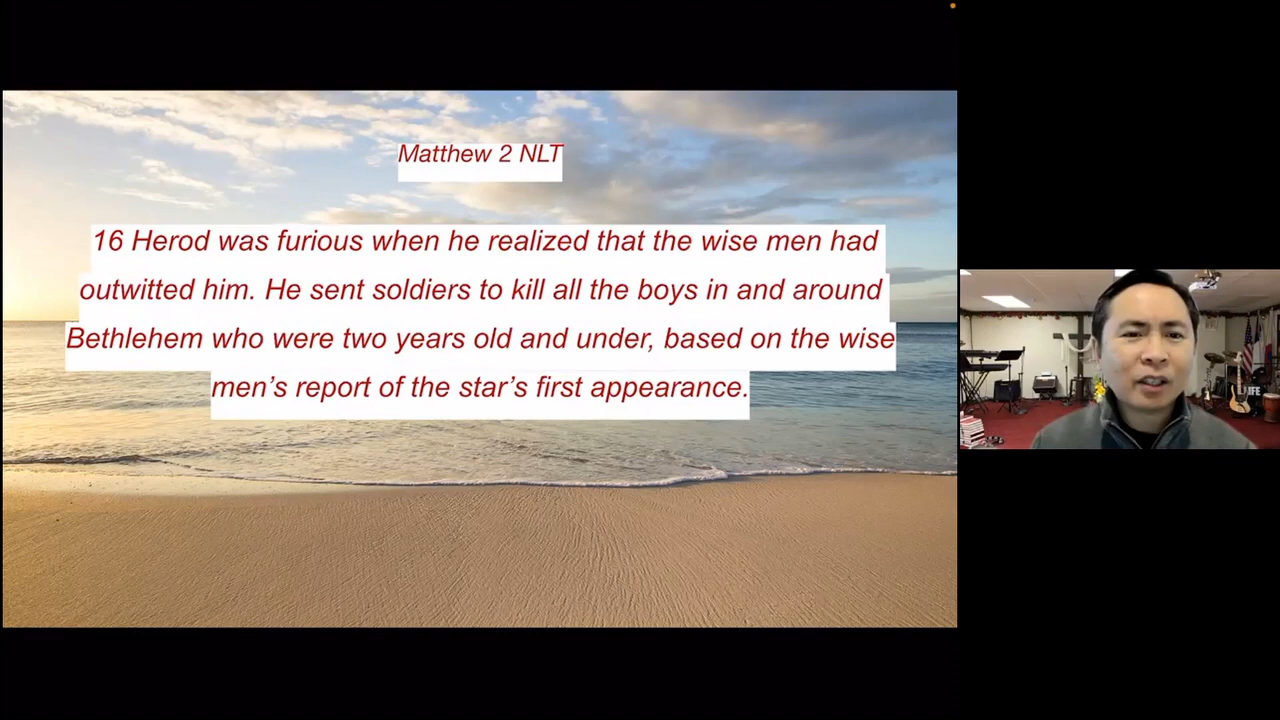 Matthew 2 NLT
16 Herod was furious when he realized that the wise men had
outwitted him. He sent soldiers to kill all the boys in and around
Bethlehem who were two years old and under, based on the wise
men’s report of the star’s first appearance.
IFE